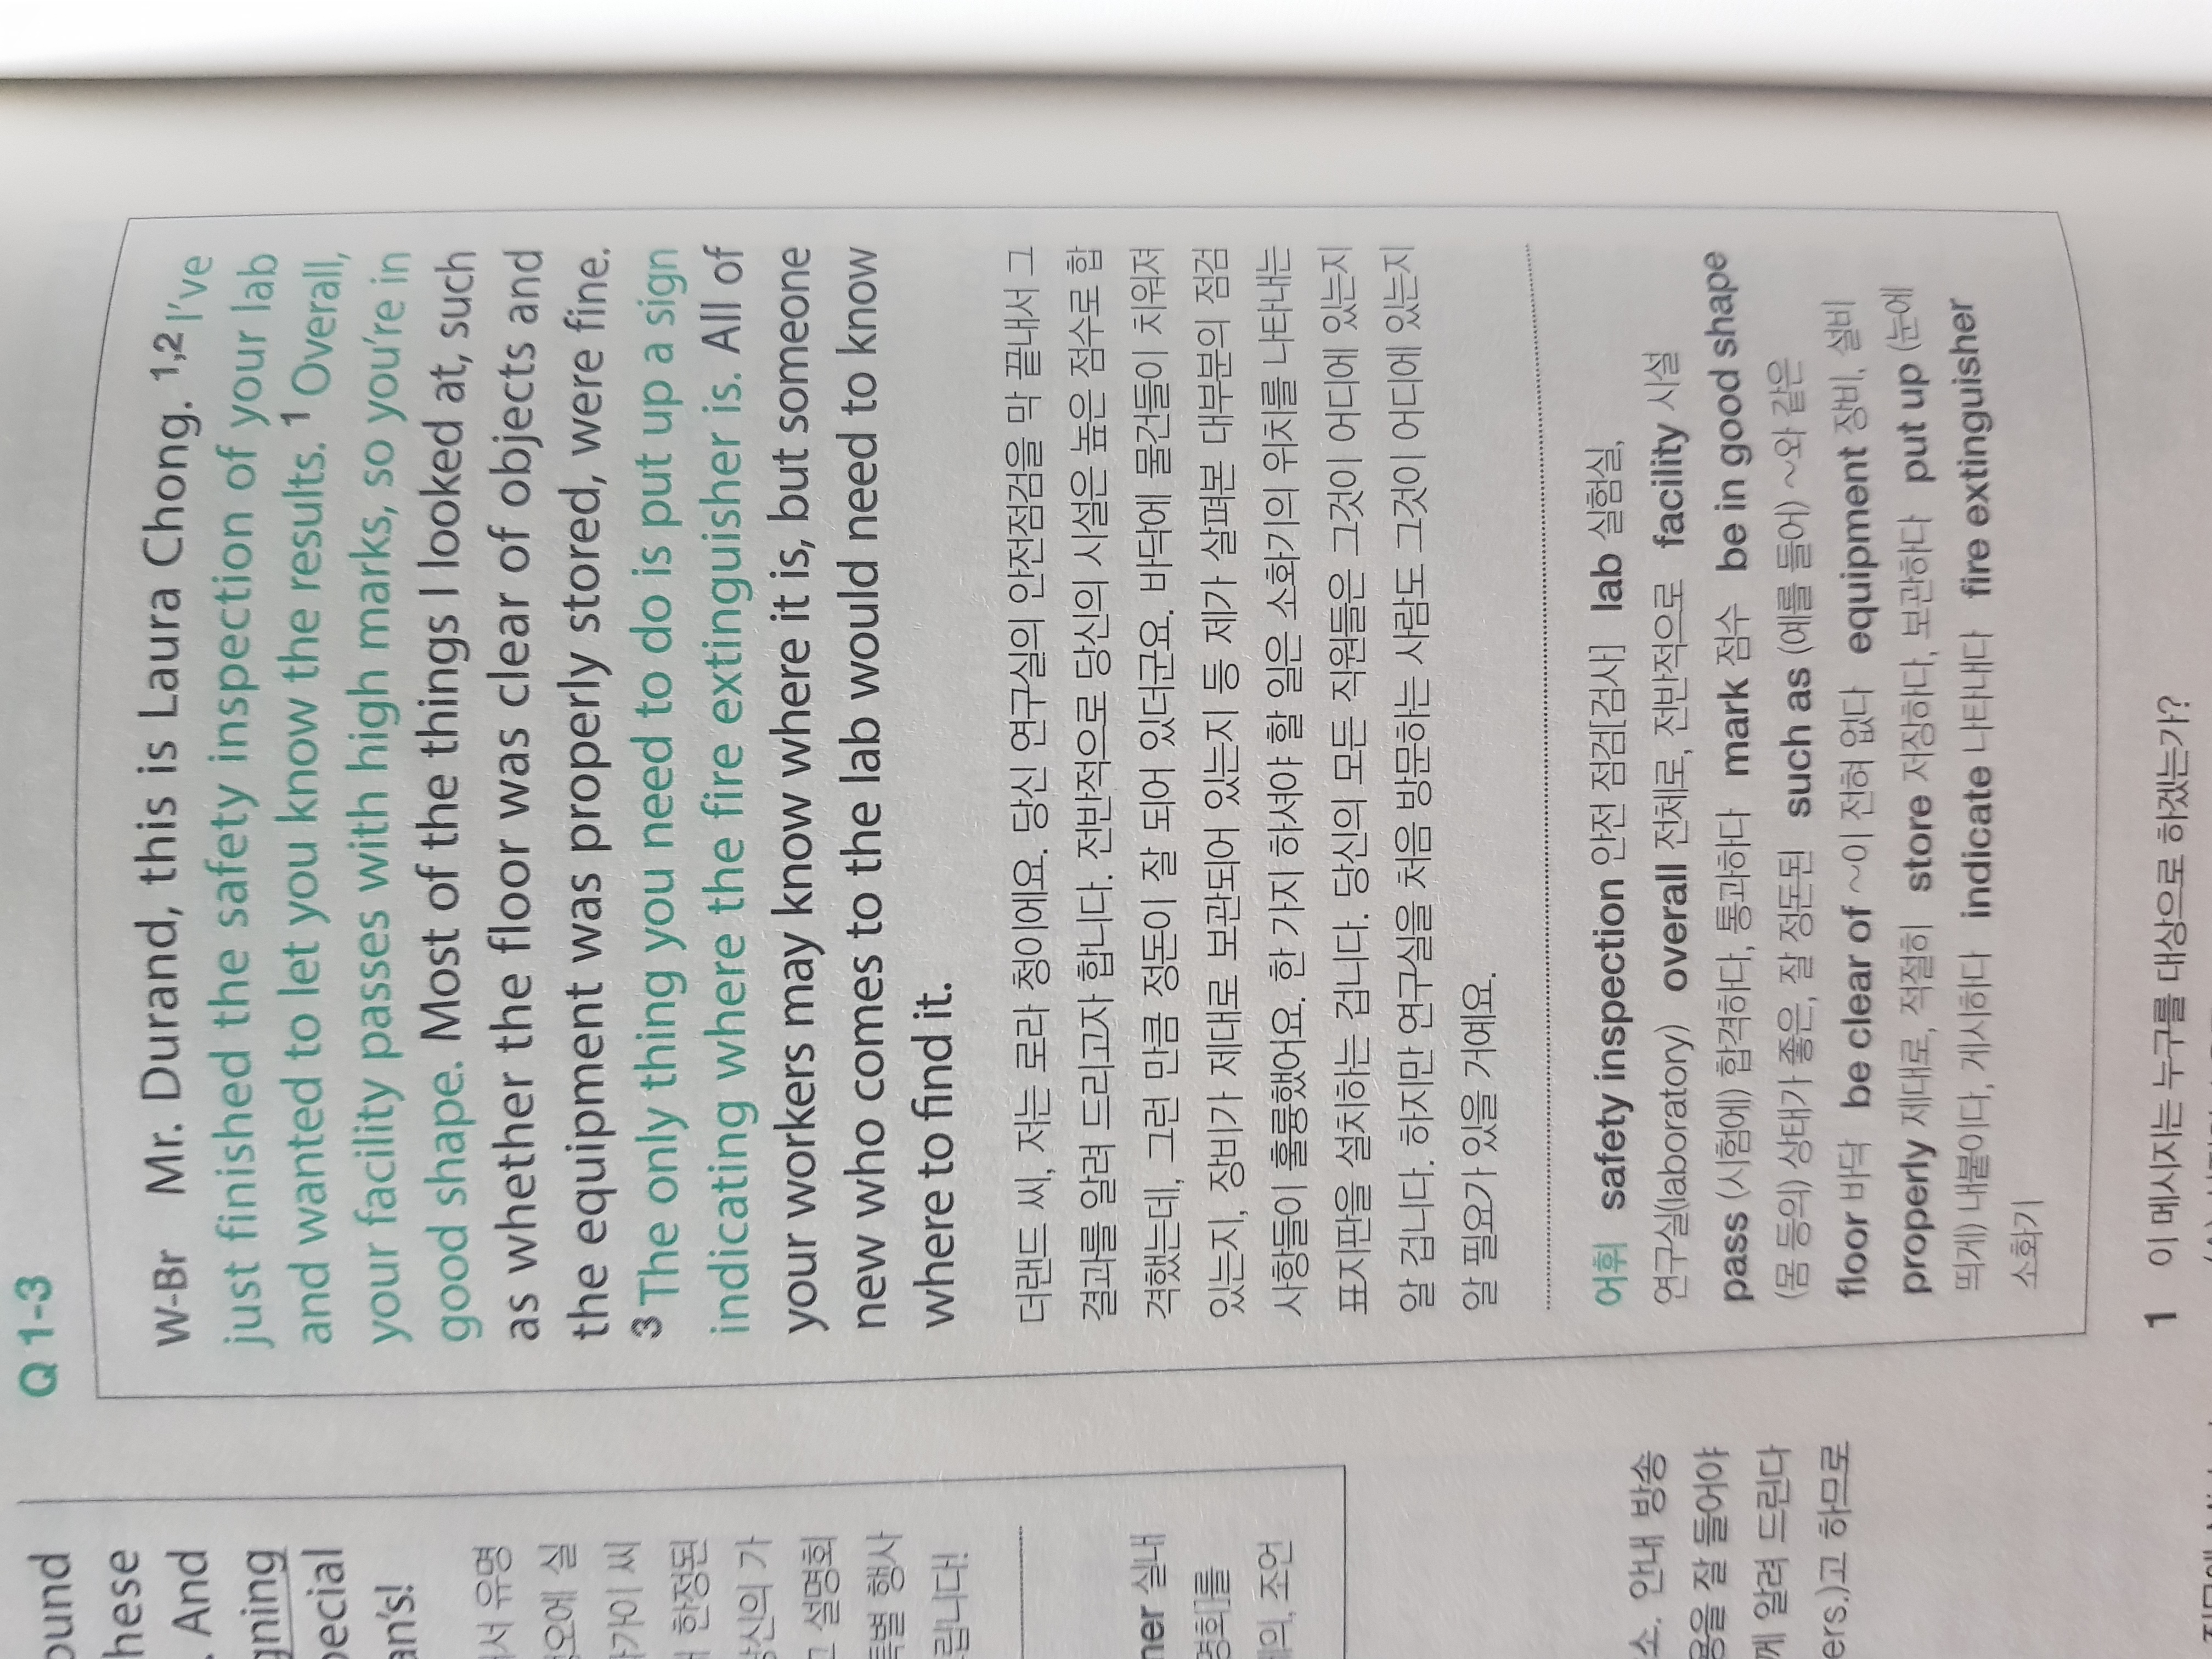 ound
hese
. And
gning
pecial
an's!
서 유명
오에 실
가이 씨
한정된
당신의 가
고 설명회
특별 행사
립니다!
ner 실내
명회]를
의, 조언
소. 안내 방송
용을 잘 들어야
께 알려 드린다
ers.)고 하므로
Q 1-3
W-Br Mr. Durand, this is Laura Chong. 1,2 I've
just finished the safety inspection of your lab
and wanted to let you know the results. 1 Overall,
your facility passes with high marks, so you're in
good shape. Most of the things I looked at, such
as whether the floor was clear of objects and
the equipment was properly stored, were fine.
3 The only thing you need to do is put up a sign
indicating where the fire extinguisher is. All of
your workers may know where it is, but someone
new who comes to the lab would need to know
where to find it.
더랜드 씨, 저는 로라 청이에요. 당신 연구실의 안전점검을 막 끝내서 그
결과를 알려 드리고자 합니다. 전반적으로 당신의 시설은 높은 점수로 합
격했는데, 그런 만큼 정돈이 잘 되어 있더군요. 바닥에 물건들이 치워져
있는지, 장비가 제대로 보관되어 있는지 등 제가 살펴본 대부분의 점검
사항들이 훌륭했어요. 한 가지 하셔야 할 일은 소화기의 위치를 나타내는
표지판을 설치하는 겁니다. 당신의 모든 직원들은 그것이 어디에 있는지
알 겁니다. 하지만 연구실을 처음 방문하는 사람도 그것이 어디에 있는지
알 필요가 있을 거예요.
어휘 safety inspection 안전 점검[검사] lab 실험실,
연구실(laboratory) overall 전체로, 전반적으로 facility 시설
pass (시험에) 합격하다, 통과하다 mark 점수 be in good shape
(몸 등의) 상태가 좋은, 잘 정돈된 such as (예를 들어) ~와 같은
floor 바닥 be clear of ~이 전혀 없다 equipment 장비, 설비
properly 제대로, 적절히 store 저장하다, 보관하다 put up (눈에
띄게) 내붙이다, 게시하다 indicate 나타내다 fire extinguisher
소화기
1 이 메시지는 누구를 대상으로 하겠는가?